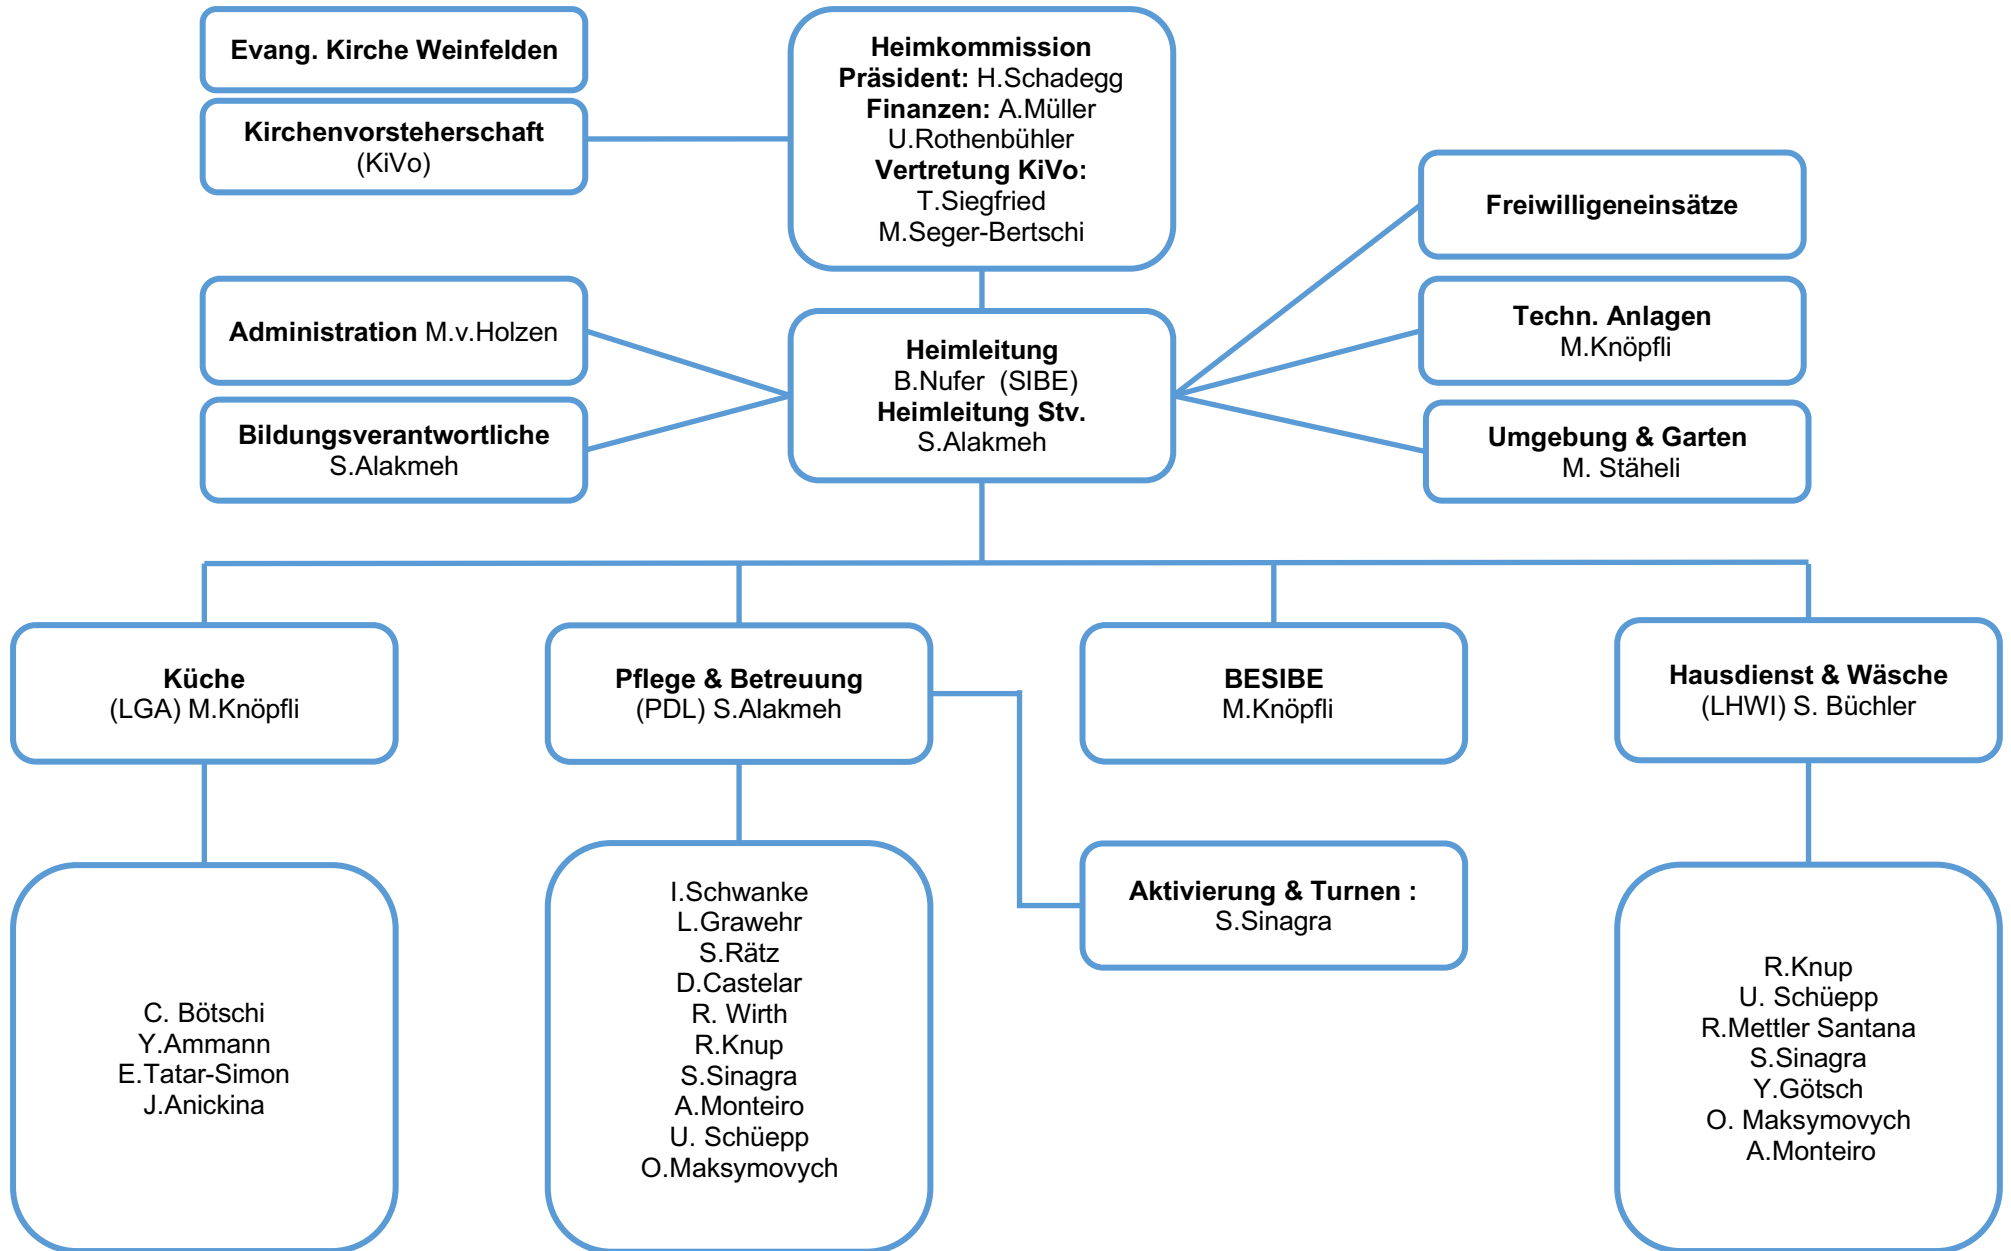 Evang. Kirche Weinfelden
Kirchenvorsteherschaft
(KiVo)
Heimkommission
Präsident: H.Schadegg
Finanzen: A.Müller
U.Rothenbühler
Vertretung KiVo:
T.Siegfried
M.Seger-Bertschi
Freiwilligeneinsätze
Administration M.v.Holzen
Heimleitung
B.Nufer (SIBE)
Heimleitung Stv.
S.Alakmeh
Techn. Anlagen
M.Knöpfli
Bildungsverantwortliche
S.Alakmeh
Umgebung & Garten
M. Stäheli
Küche
(LGA) M.Knöpfli
Pflege & Betreuung
(PDL) S.Alakmeh
BESIBE
M.Knöpfli
Hausdienst & Wäsche
(LHWI) S. Büchler
C. Bötschi
Y.Ammann
E.Tatar-Simon
J.Anickina
I.Schwanke
L.Grawehr
S.Rätz
D.Castelar
R. Wirth
R.Knup
S.Sinagra
A.Monteiro
U. Schüepp
O.Maksymovych
Aktivierung & Turnen :
S.Sinagra
R.Knup
U. Schüepp
R.Mettler Santana
S.Sinagra
Y.Götsch
O. Maksymovych
A.Monteiro